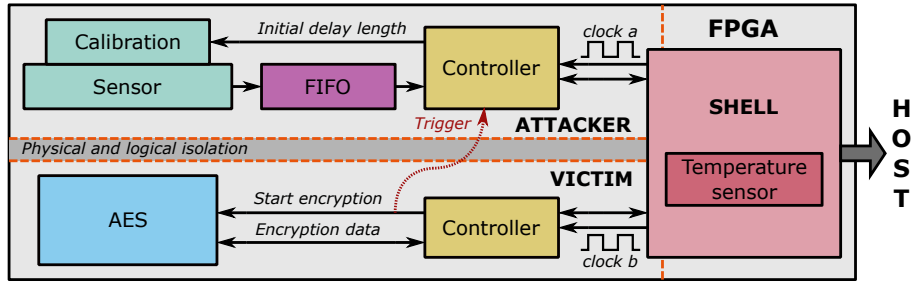 Calibration
Sensor
Initial delay length
FIFO
Controller
clock a
FPGA
SHELL
Trigger
ATTACKER
Physical and logical isolation
VICTIM
Temperature
sensor
AES
Start encryption
Encryption data
Controller
clock b
H
O
S
T